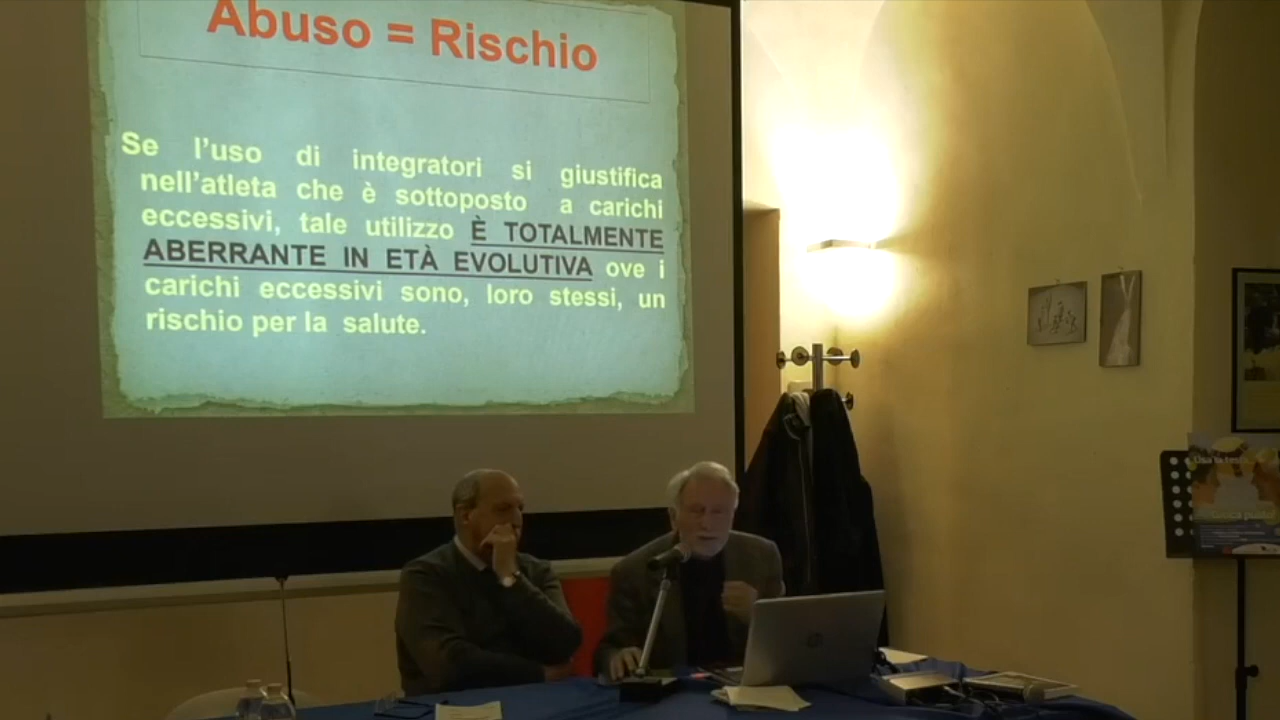 Abuso = Rischio
Se l'uso di integratori si giustifica
nell'atleta che è sottoposto a carichi
eccessivi, tale utilizzo È TOTALMENTE
ABERRANTE IN ETÀ EVOLUTIVA ove i
carichi eccessivi sono, loro stessi, un
rischio per la salute.
hp